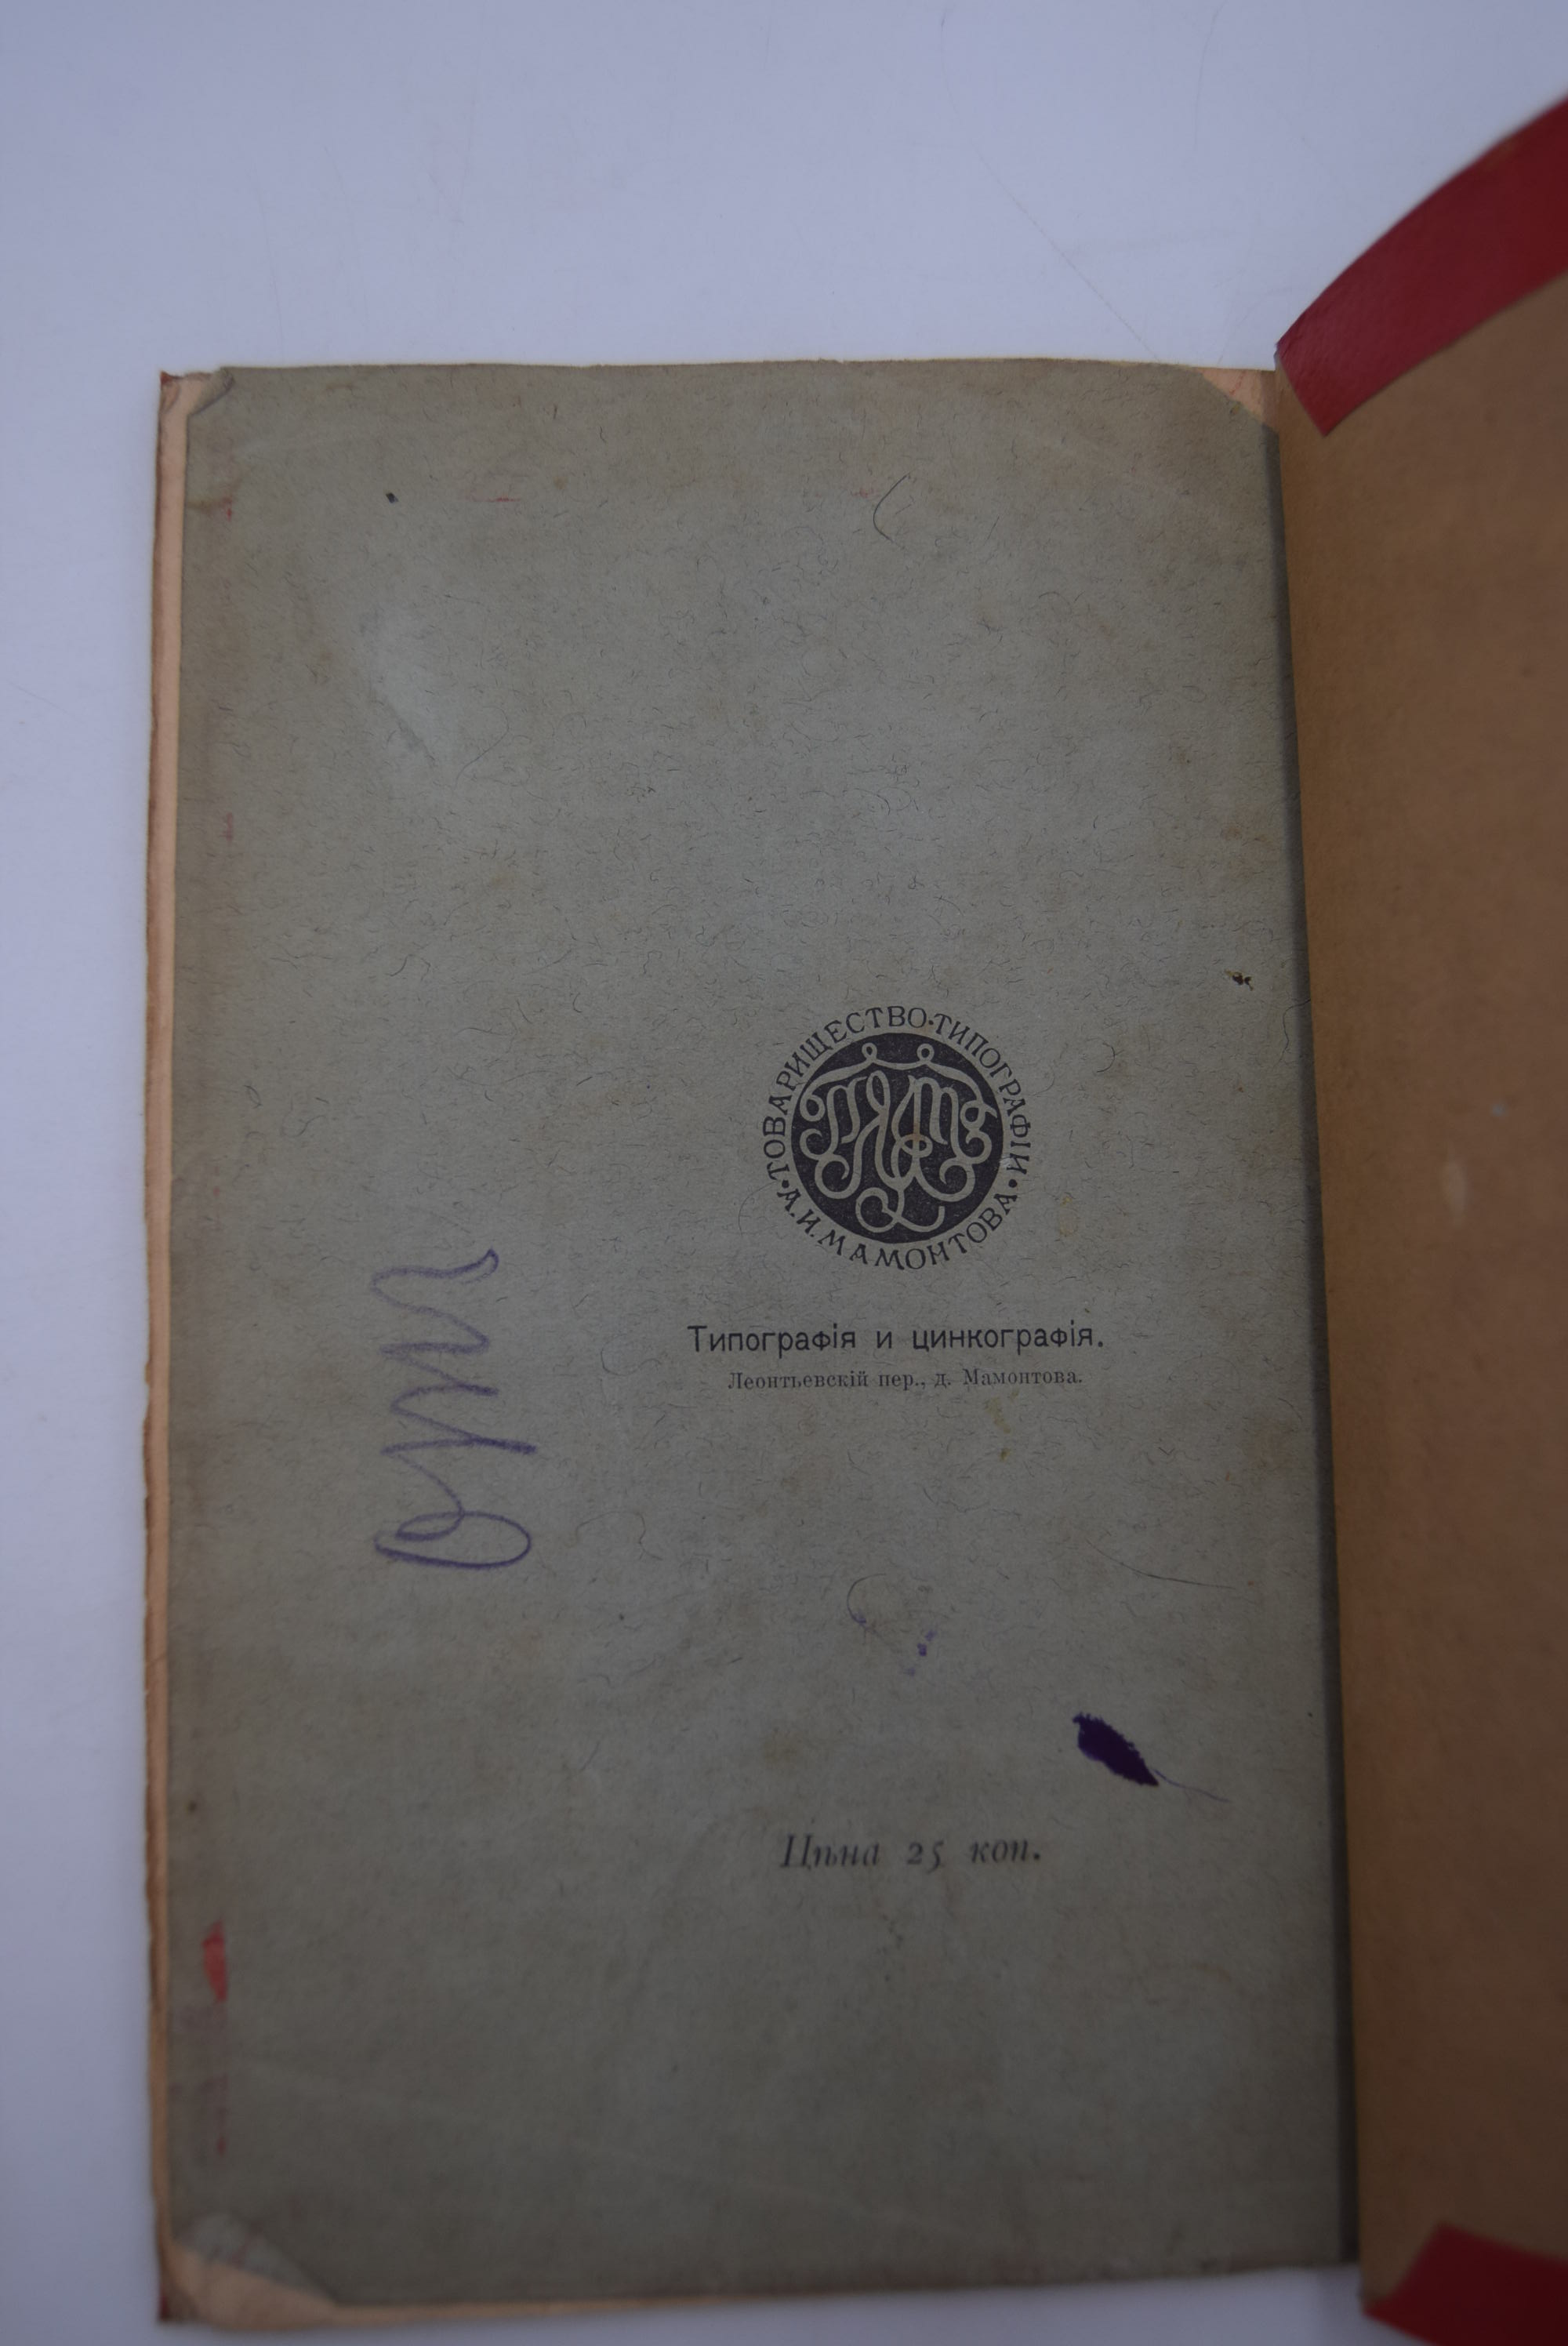 ТОВАРИЩЕСТВО·ТИПОГРАФІИ·
А.И.МАМОНТОВА·
Типографія и цинкографія.
Леонтьевскій пер., д. Мамонтова.
Цѣна 25 коп.